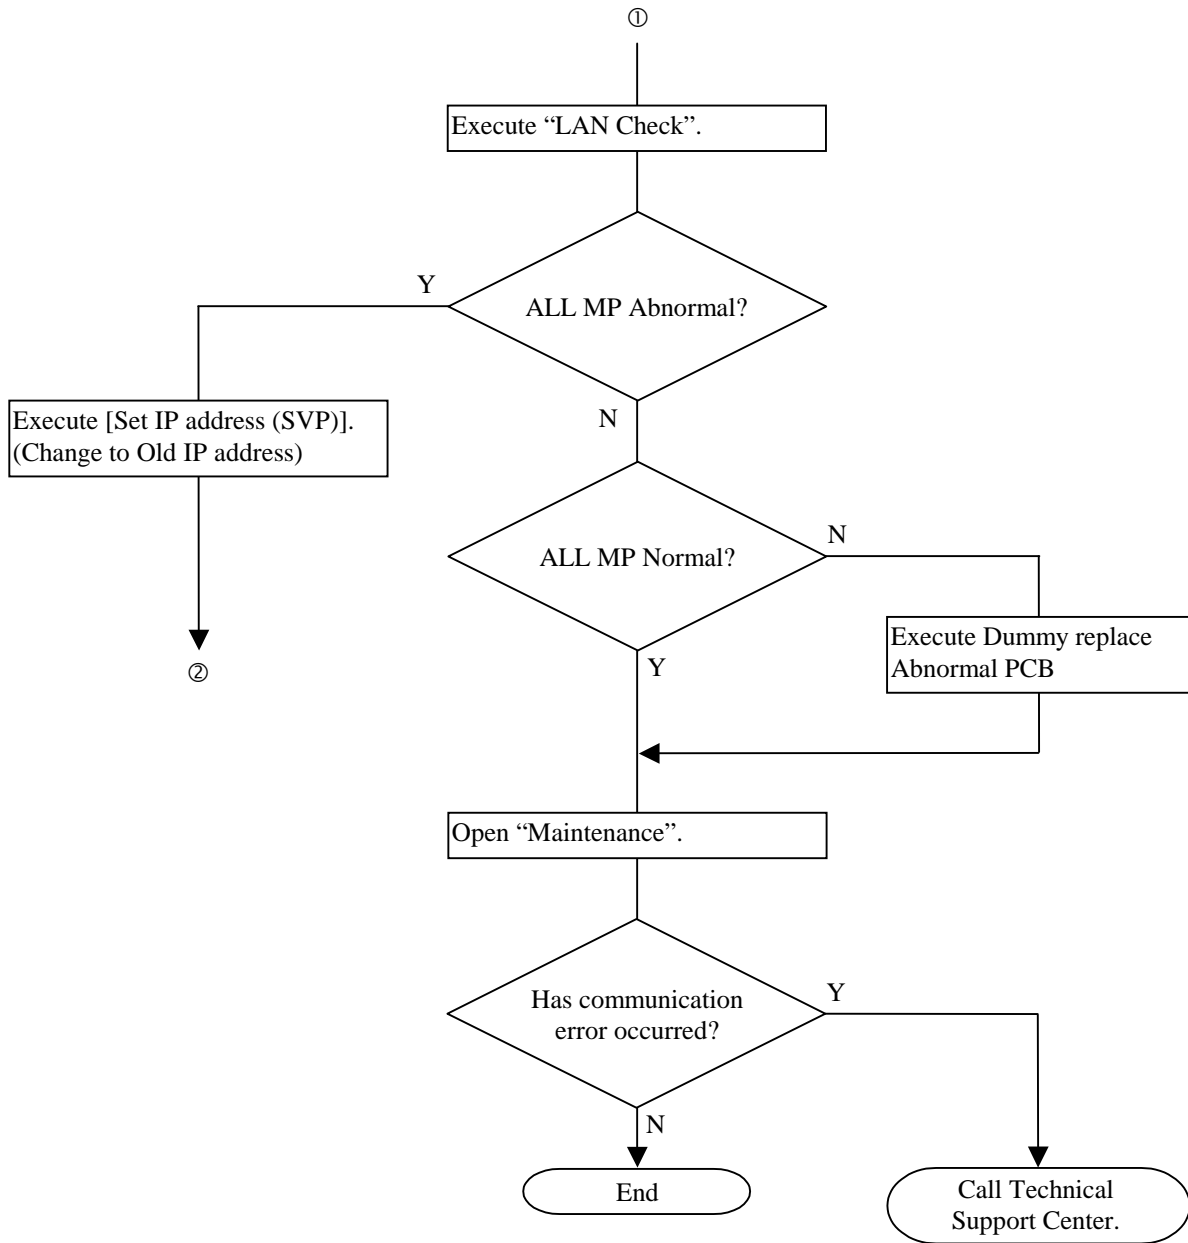 ①
Execute “LAN Check”.
Y
ALL MP Abnormal?
Execute [Set IP address (SVP)].
(Change to Old IP address)
N
N
ALL MP Normal?
Execute Dummy replace
Abnormal PCB
②
Y
Open “Maintenance”.
Y
Has communication
error occurred?
N
End
Call Technical
Support Center.